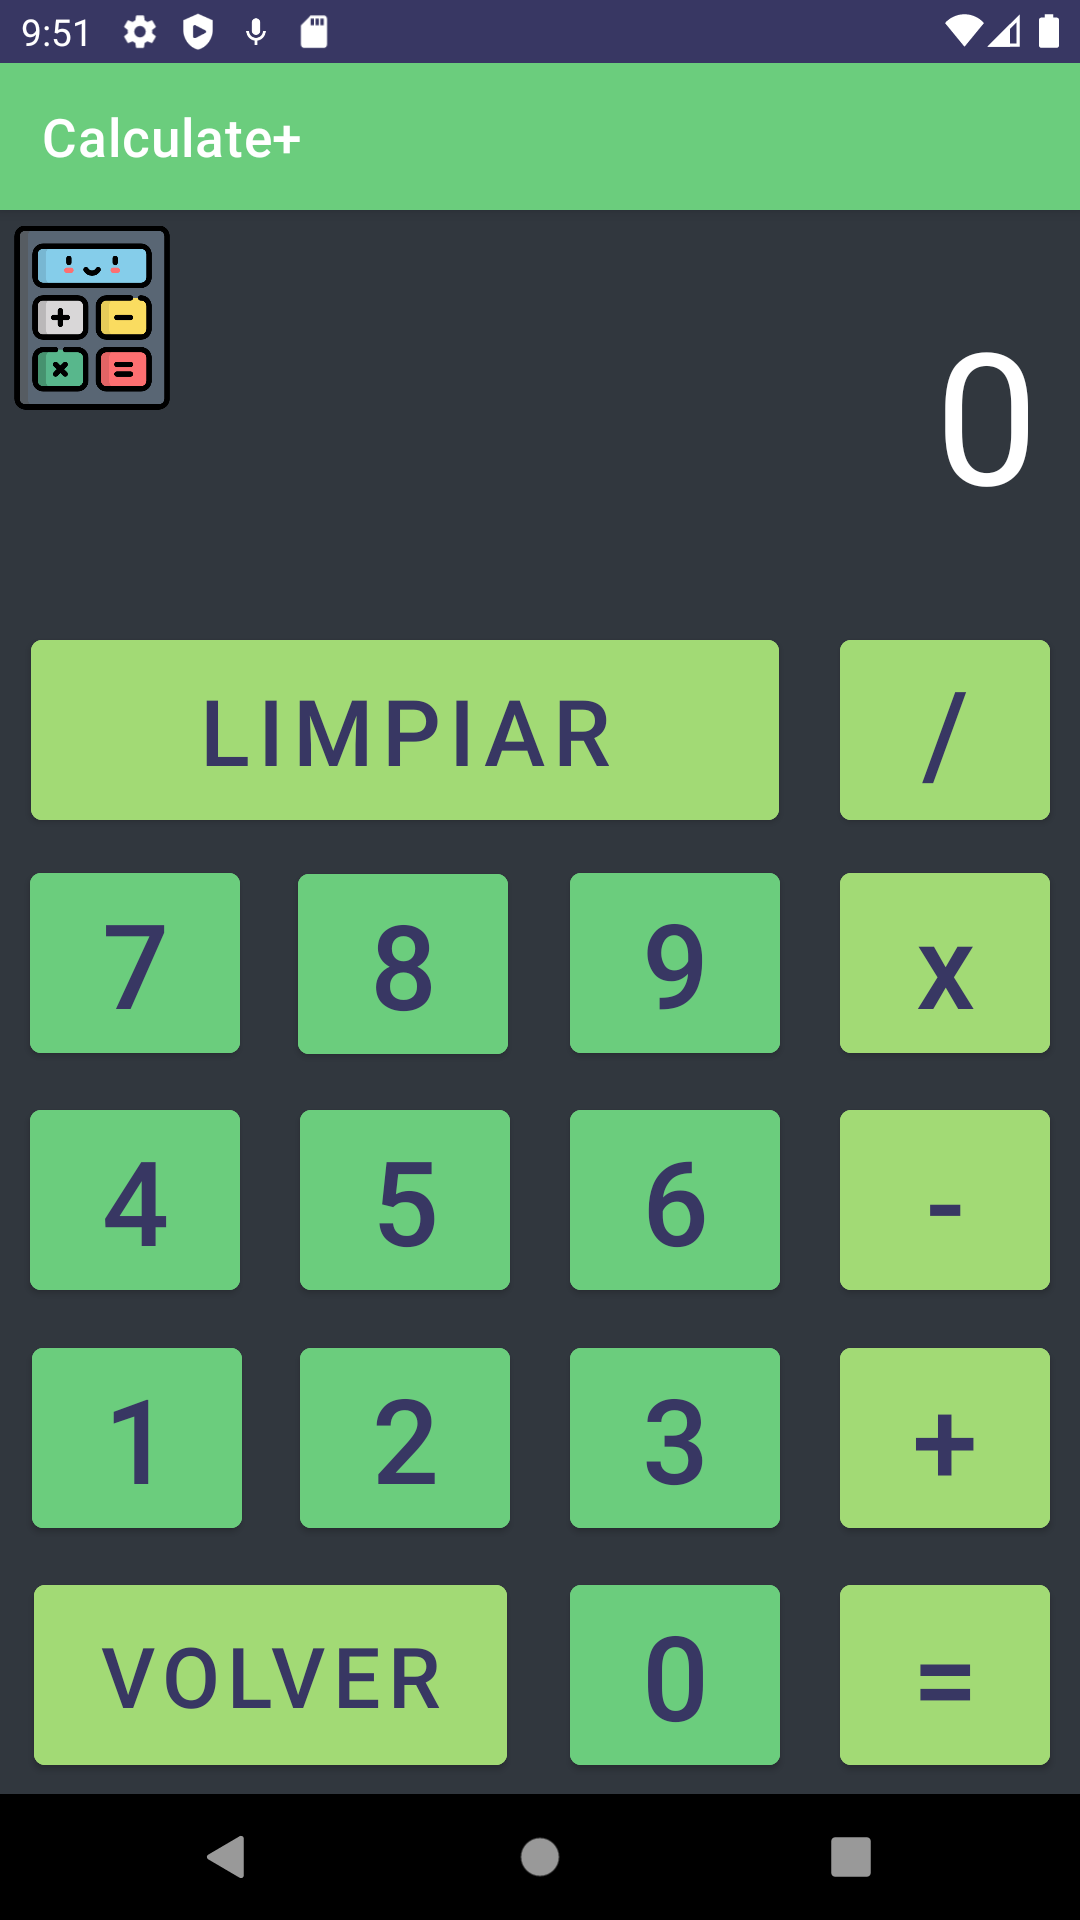 9:51
Calculate+
0
LIMPIAR /
7 8 9 x
4 5 6 -
1 2 3 +
VOLVER 0 =